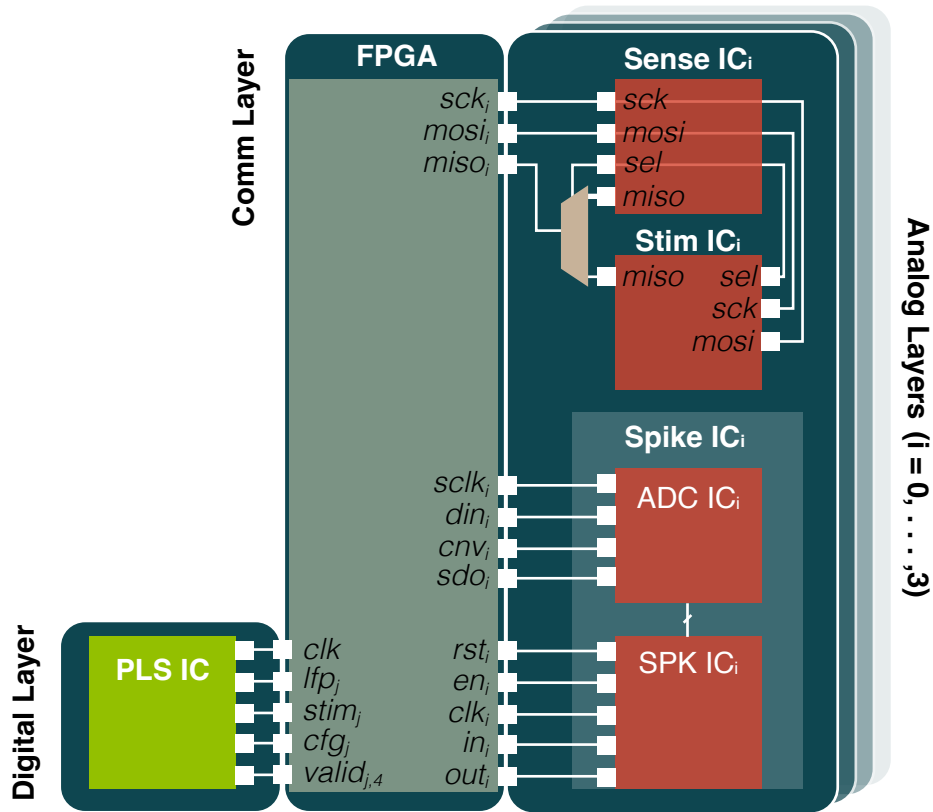 Comm Layer
FPGA
sckᵢ
mosiᵢ
misoᵢ
sclkᵢ
dinᵢ
cnvᵢ
sdoᵢ
rstᵢ
enᵢ
clkᵢ
inᵢ
outᵢ
Sense ICᵢ
sck
mosi
sel
miso
Stim ICᵢ
miso
sel
sck
mosi
Spike ICᵢ
ADC ICᵢ
SPK ICᵢ
Analog Layers (i = 0, . . . ,3)
Digital Layer
PLS IC
clk
lfpⱼ
stimⱼ
cfgⱼ
validⱼ,₄